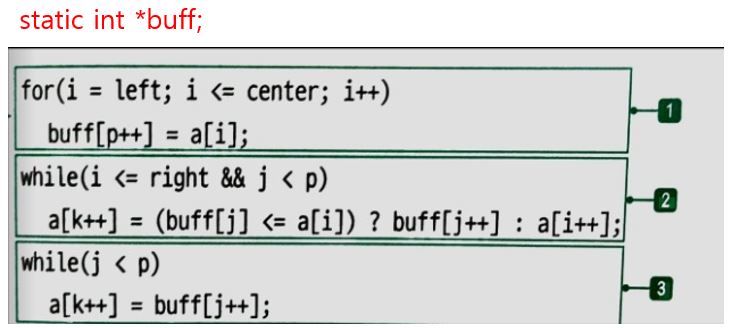 static int *buff;
for(i = left; i <= center; i++)
buff[p++] = a[i];
1
while(i <= right && j < p)
a[k++] = (buff[j] <= a[i]) ? buff[j++] : a[i++];
2
while(j < p)
a[k++] = buff[j++];
3